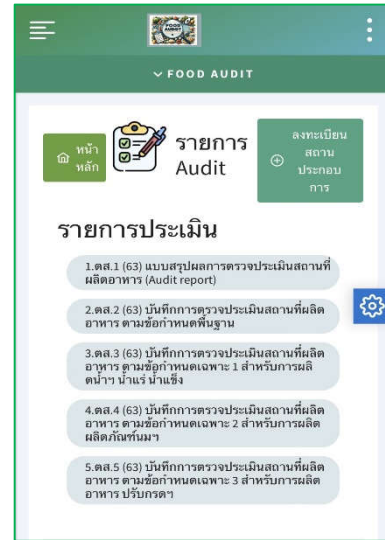 FOOD AUDIT
FOOD AUDIT
หน้า
หลัก
รายการ
Audit
ลงทะเบียน
สถาน
ประกอบ
การ
รายการประเมิน
1.ตส.1 (63) แบบสรุปผลการตรวจประเมินสถานที่
ผลิตอาหาร (Audit report)
2.ตส.2 (63) บันทึกการตรวจประเมินสถานที่ผลิต
อาหาร ตามข้อกำหนดพื้นฐาน
3.ตส.3 (63) บันทึกการตรวจประเมินสถานที่ผลิต
อาหาร ตามข้อกำหนดเฉพาะ 1 สำหรับการผลิ
ตน้ำฯ น้ำแร่ น้ำแข็ง
4.ตส.4 (63) บันทึกการตรวจประเมินสถานที่ผลิต
อาหาร ตามข้อกำหนดเฉพาะ 2 สำหรับการผลิต
ผลิตภัณฑ์นมฯ
5.ตส.5 (63) บันทึกการตรวจประเมินสถานที่ผลิต
อาหาร ตามข้อกำหนดเฉพาะ 3 สำหรับการผลิต
อาหาร ปรับกรดฯ